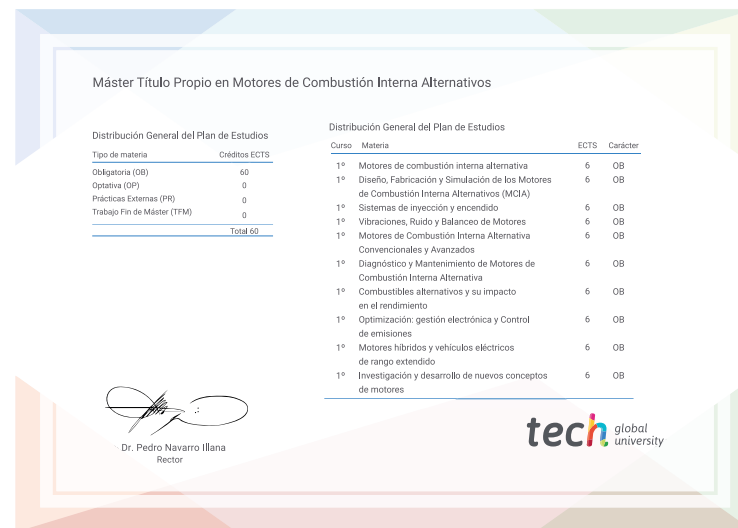 Máster Título Propio en Motores de Combustión Interna Alternativos
Distribución General del Plan de Estudios
Tipo de materia Créditos ECTS
Obligatoria (OB) 60
Optativa (OP) 0
Prácticas Externas (PR) 0
Trabajo Fin de Máster (TFM) 0
Total 60
Distribución General del Plan de Estudios
Curso Materia ECTS Carácter
1º Motores de combustión interna alternativa 6 OB
1º Diseño, Fabricación y Simulación de los Motores 6 OB
de Combustión Interna Alternativos (MCIA)
1º Sistemas de inyección y encendido 6 OB
1º Vibraciones, Ruido y Balanceo de Motores 6 OB
1º Motores de Combustión Interna Alternativa 6 OB
Convencionales y Avanzados
1º Diagnóstico y Mantenimiento de Motores de 6 OB
Combustión Interna Alternativa
1º Combustibles alternativos y su impacto 6 OB
en el rendimiento
1º Optimización: gestión electrónica y Control 6 OB
de emisiones
1º Motores híbridos y vehículos eléctricos 6 OB
de rango extendido
1º Investigación y desarrollo de nuevos conceptos 6 OB
de motores
Dr. Pedro Navarro Illana
Rector
tech global
university